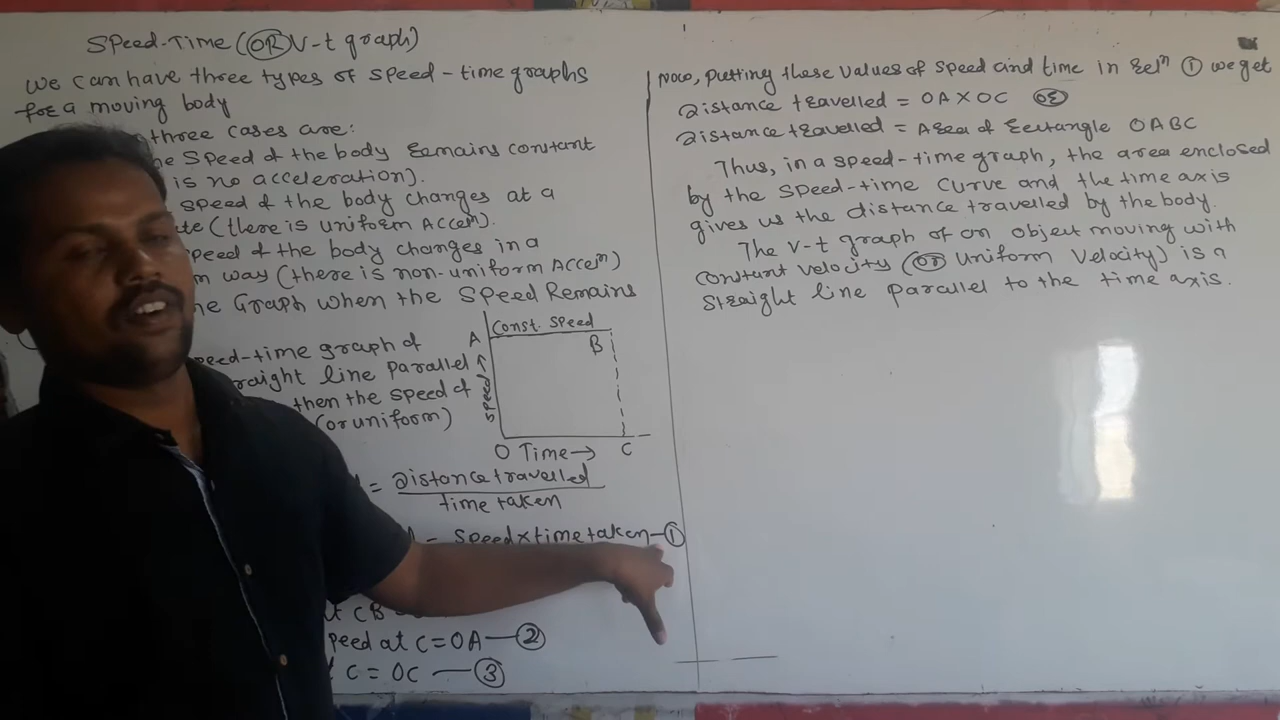 Speed-Time (OR) V-t graph)
We can have three types of speed-time graphs
for a moving body
three cases are:
Speed of the body Remains constant
is no acceleration).
speed of the body changes at a
(there is uniform Acceⁿ).
of the body changes in a
way (there is non-uniform Acceⁿ)
Graph when the Speed Remains
-time graph of
line parallel
then the speed of
(or uniform)
Const. speed
A
B
Speed
O Time→ C
= Distance travelled
time taken
= Speed×time taken—①
CB
at C=OA—②
C = OC —③
Now, putting these values of speed and time in Relⁿ ① we get
Distance travelled = OA×OC (OR)
Distance travelled = Area of Rectangle OABC
Thus, in a speed-time graph, the area enclosed
by the speed-time curve and the time axis
gives us the distance travelled by the body.
The V-t graph of an object moving with
constant velocity (OR uniform velocity) is a
straight line parallel to the time axis.